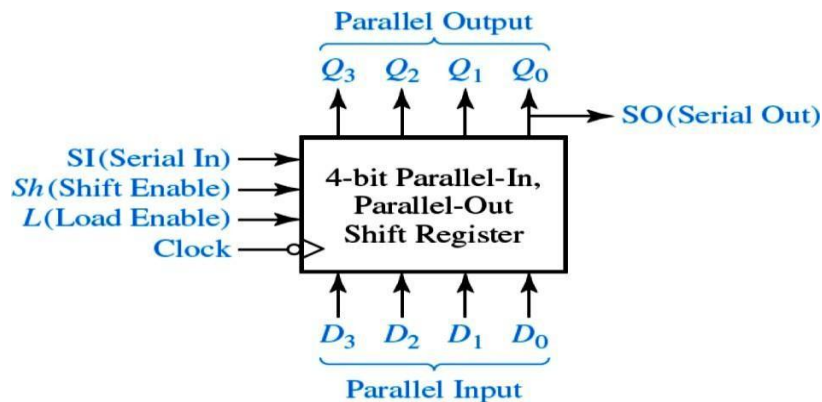 Parallel Output
Q3 Q2 Q1 Q0
SO(Serial Out)
SI(Serial In)
Sh(Shift Enable)
L(Load Enable)
Clock
4-bit Parallel-In,
Parallel-Out
Shift Register
D3 D2 D1 D0
Parallel Input